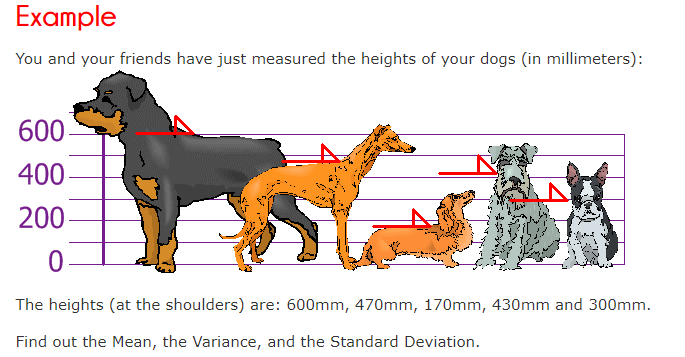 Example
You and your friends have just measured the heights of your dogs (in millimeters):
600
400
200
0
The heights (at the shoulders) are: 600mm, 470mm, 170mm, 430mm and 300mm.
Find out the Mean, the Variance, and the Standard Deviation.